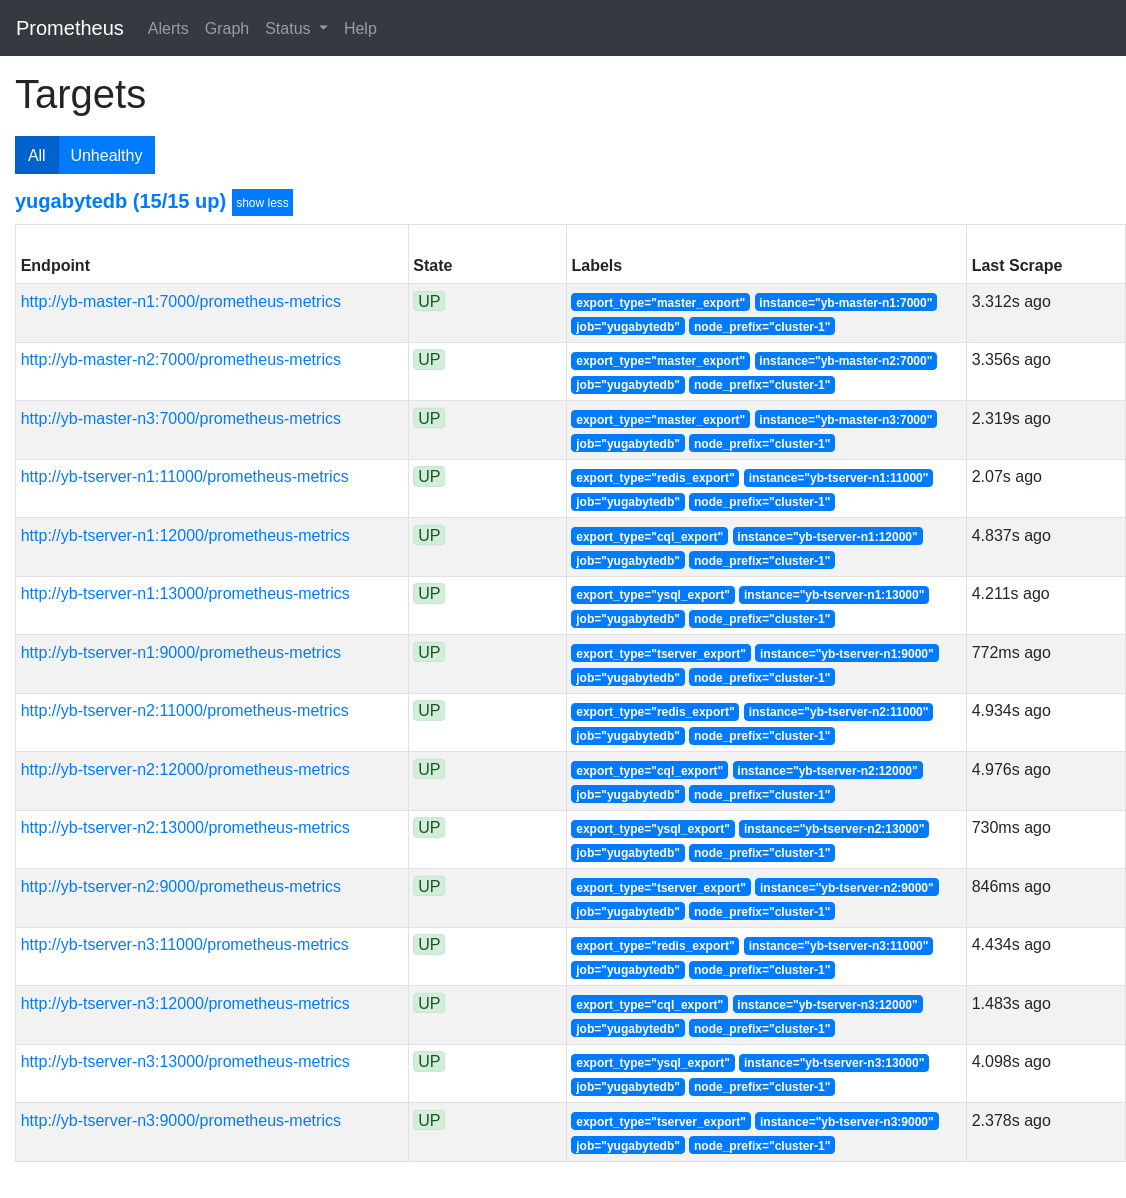 Prometheus Alerts Graph Status Help
Targets
All Unhealthy
yugabytedb (15/15 up) show less
Endpoint State Labels Last Scrape
http://yb-master-n1:7000/prometheus-metrics UP export_type="master_export" instance="yb-master-n1:7000" 3.312s ago
job="yugabytedb" node_prefix="cluster-1"
http://yb-master-n2:7000/prometheus-metrics UP export_type="master_export" instance="yb-master-n2:7000" 3.356s ago
job="yugabytedb" node_prefix="cluster-1"
http://yb-master-n3:7000/prometheus-metrics UP export_type="master_export" instance="yb-master-n3:7000" 2.319s ago
job="yugabytedb" node_prefix="cluster-1"
http://yb-tserver-n1:11000/prometheus-metrics UP export_type="redis_export" instance="yb-tserver-n1:11000" 2.07s ago
job="yugabytedb" node_prefix="cluster-1"
http://yb-tserver-n1:12000/prometheus-metrics UP export_type="cql_export" instance="yb-tserver-n1:12000" 4.837s ago
job="yugabytedb" node_prefix="cluster-1"
http://yb-tserver-n1:13000/prometheus-metrics UP export_type="ysql_export" instance="yb-tserver-n1:13000" 4.211s ago
job="yugabytedb" node_prefix="cluster-1"
http://yb-tserver-n1:9000/prometheus-metrics UP export_type="tserver_export" instance="yb-tserver-n1:9000" 772ms ago
job="yugabytedb" node_prefix="cluster-1"
http://yb-tserver-n2:11000/prometheus-metrics UP export_type="redis_export" instance="yb-tserver-n2:11000" 4.934s ago
job="yugabytedb" node_prefix="cluster-1"
http://yb-tserver-n2:12000/prometheus-metrics UP export_type="cql_export" instance="yb-tserver-n2:12000" 4.976s ago
job="yugabytedb" node_prefix="cluster-1"
http://yb-tserver-n2:13000/prometheus-metrics UP export_type="ysql_export" instance="yb-tserver-n2:13000" 730ms ago
job="yugabytedb" node_prefix="cluster-1"
http://yb-tserver-n2:9000/prometheus-metrics UP export_type="tserver_export" instance="yb-tserver-n2:9000" 846ms ago
job="yugabytedb" node_prefix="cluster-1"
http://yb-tserver-n3:11000/prometheus-metrics UP export_type="redis_export" instance="yb-tserver-n3:11000" 4.434s ago
job="yugabytedb" node_prefix="cluster-1"
http://yb-tserver-n3:12000/prometheus-metrics UP export_type="cql_export" instance="yb-tserver-n3:12000" 1.483s ago
job="yugabytedb" node_prefix="cluster-1"
http://yb-tserver-n3:13000/prometheus-metrics UP export_type="ysql_export" instance="yb-tserver-n3:13000" 4.098s ago
job="yugabytedb" node_prefix="cluster-1"
http://yb-tserver-n3:9000/prometheus-metrics UP export_type="tserver_export" instance="yb-tserver-n3:9000" 2.378s ago
job="yugabytedb" node_prefix="cluster-1"